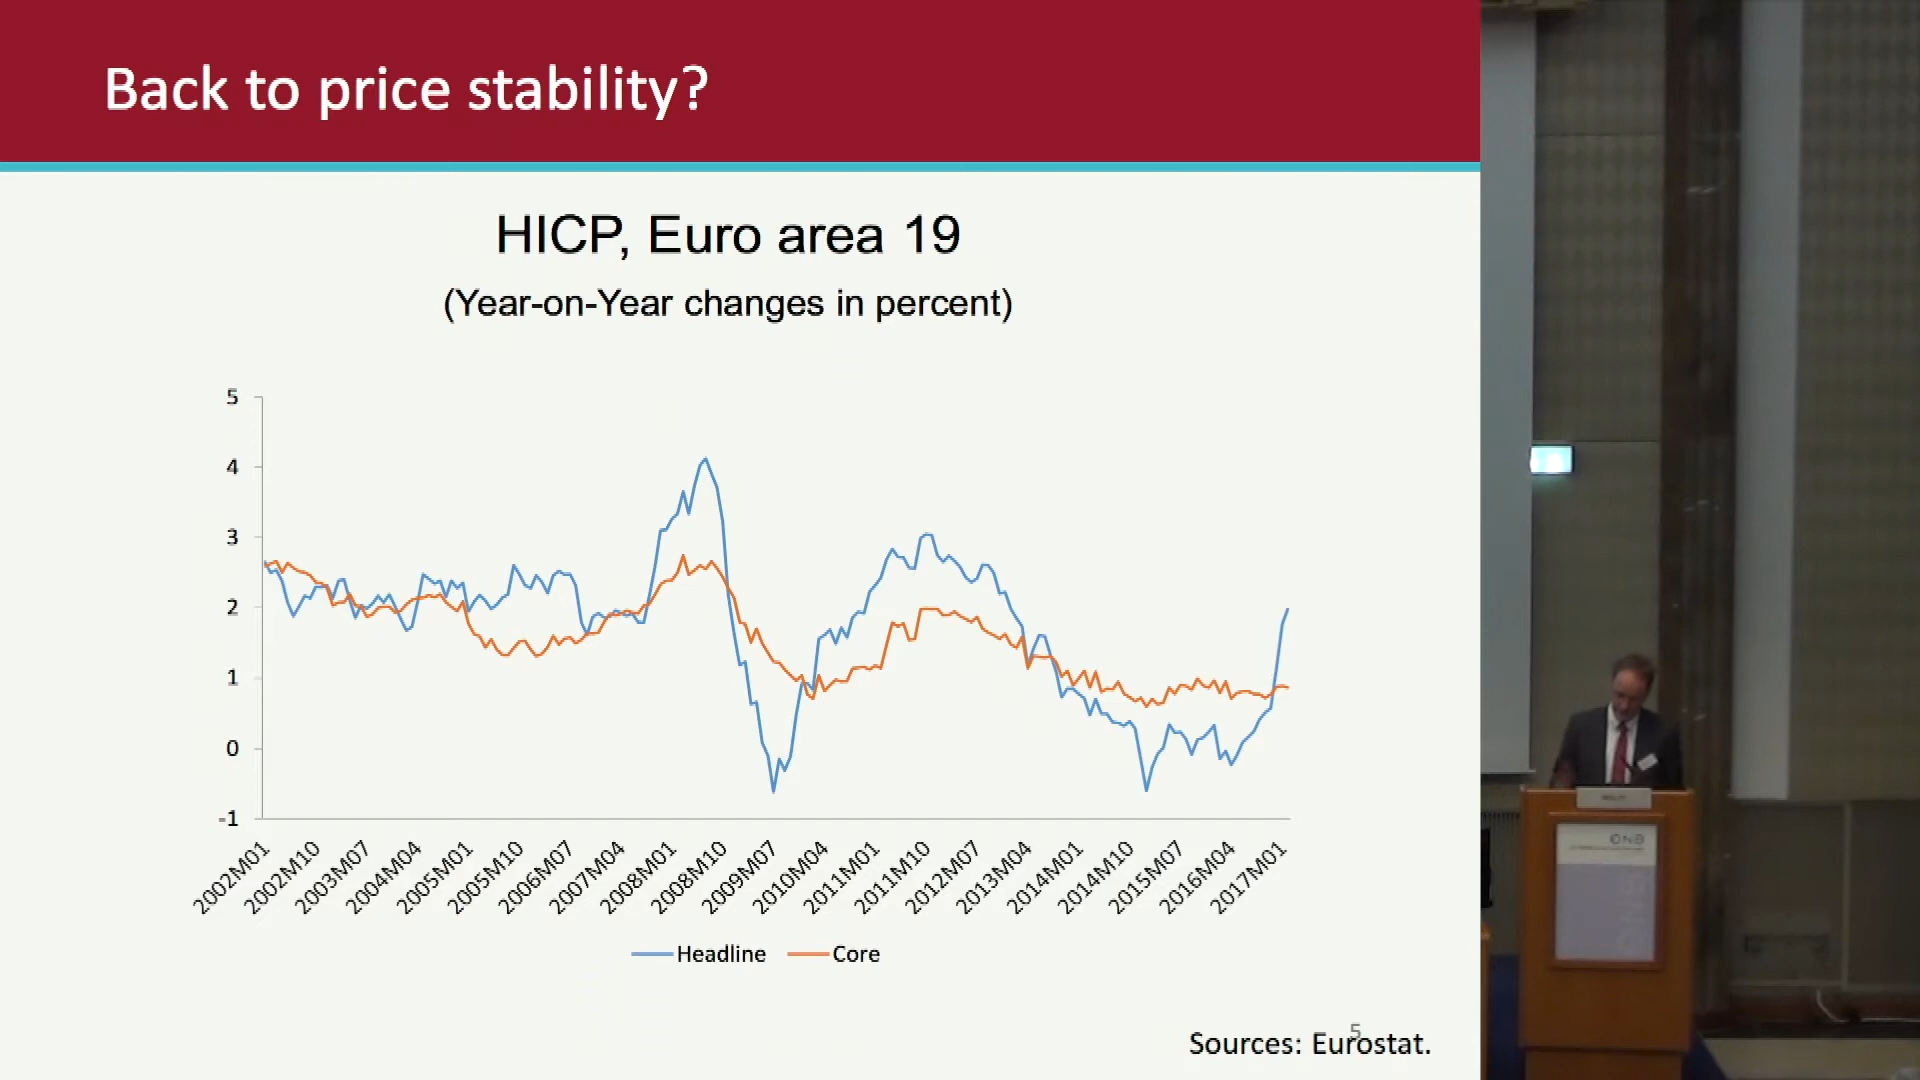 Back to price stability?
HICP, Euro area 19
(Year-on-Year changes in percent)
5
4
3
2
1
0
-1
2002M01
2002M10
2003M07
2004M04
2005M01
2005M10
2006M07
2007M04
2008M01
2008M10
2009M07
2010M04
2011M01
2011M10
2012M07
2013M04
2014M01
2014M10
2015M07
2016M04
2017M01
Headline Core
5
Sources: Eurostat.